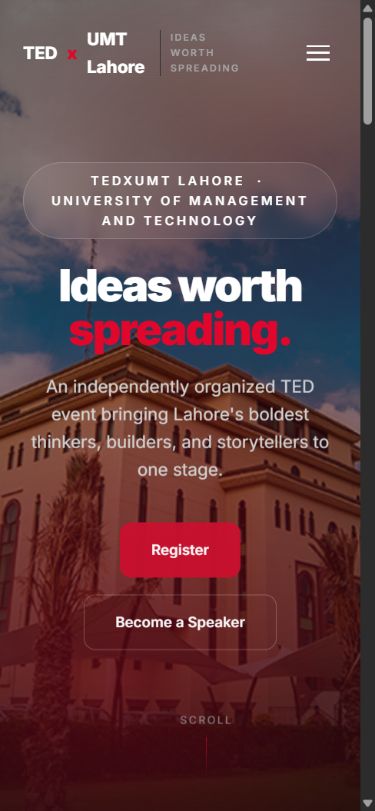 TED x UMT Lahore
IDEAS
WORTH
SPREADING
TEDXUMT LAHORE ·
UNIVERSITY OF MANAGEMENT
AND TECHNOLOGY
Ideas worth
spreading.
An independently organized TED
event bringing Lahore's boldest
thinkers, builders, and storytellers to
one stage.
Register
Become a Speaker
SCROLL